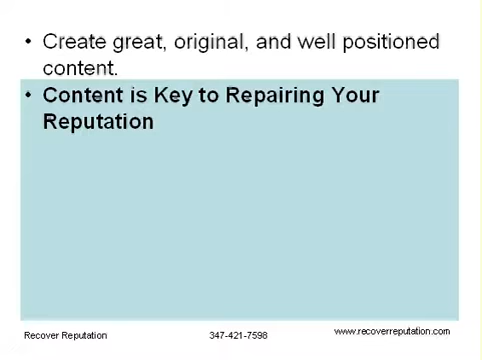 • Create great, original, and well positioned
content.
• Content is Key to Repairing Your
Reputation
Recover Reputation 347-421-7598 www.recoverreputation.com